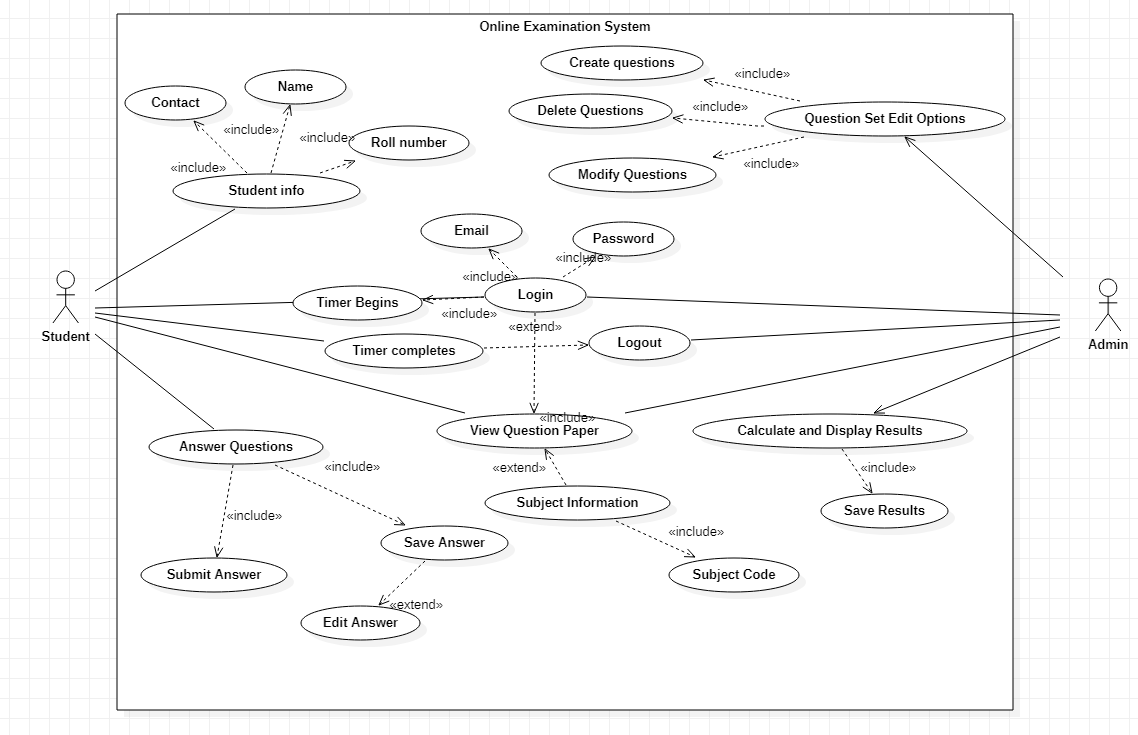 Online Examination System
Create questions
«include»
Name
Contact
Delete Questions
«include»
Question Set Edit Options
«include»
«include»
Roll number
«include»
«include»
Modify Questions
Student info
Email
Password
«include»
«include»
Login
Timer Begins
«include»
«extend»
Student
Admin
Logout
Timer completes
«include»
View Question Paper
Calculate and Display Results
Answer Questions
«include»
«extend»
«include»
Subject Information
Save Results
«include»
«include»
Save Answer
Submit Answer
Subject Code
«extend»
Edit Answer